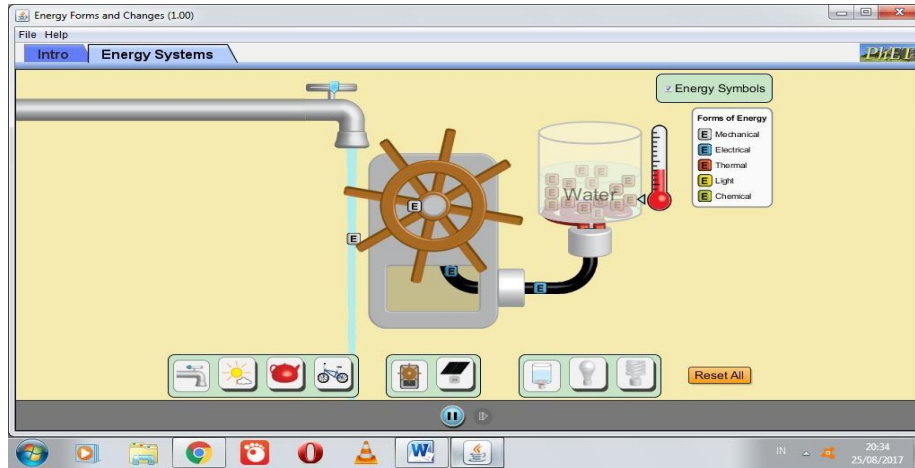 Energy Forms and Changes (1.00)
File Help
Intro
Energy Systems
PhET
Energy Symbols
Forms of Energy
E Mechanical
E Electrical
E Thermal
E Light
E Chemical
Water
E
E
E
E
Reset All
W
IN
20:34
25/08/2017